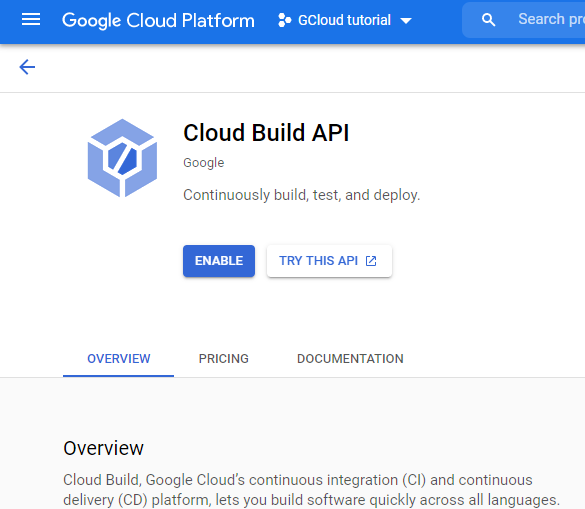 Google Cloud Platform
GCloud tutorial
Search
Cloud Build API
Google
Continuously build, test, and deploy.
ENABLE
TRY THIS API
OVERVIEW
PRICING
DOCUMENTATION
Overview
Cloud Build, Google Cloud’s continuous integration (CI) and continuous
delivery (CD) platform, lets you build software quickly across all languages.